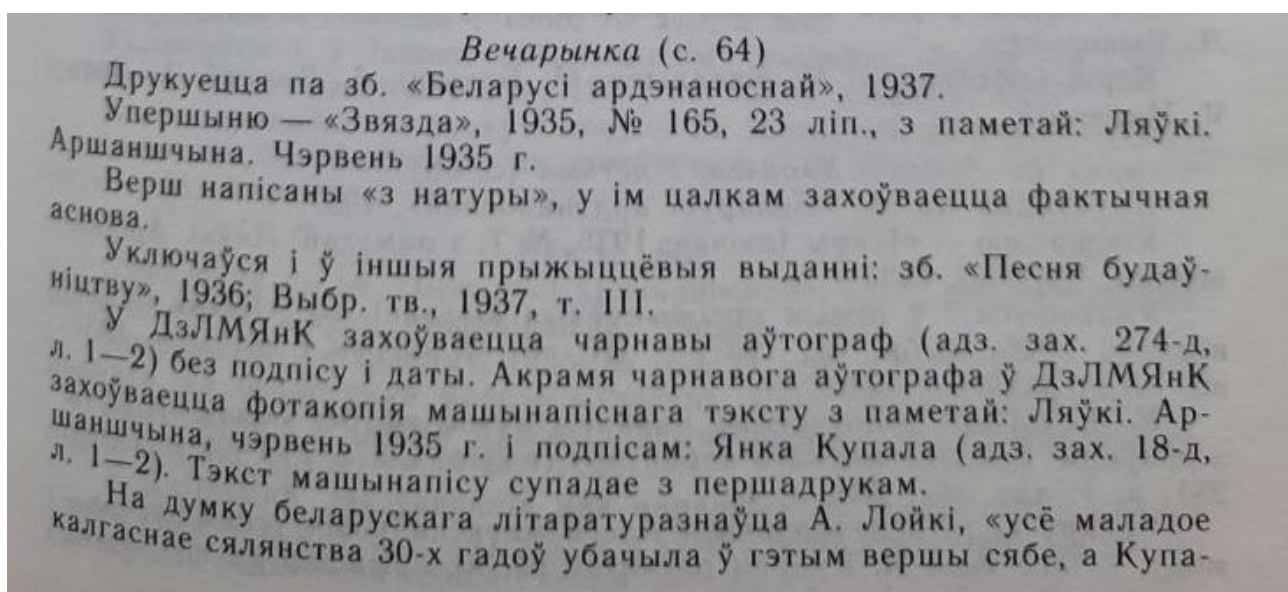 Вечарынка (с. 64)
Друкуецца па зб. «Беларусі ардэнаноснай», 1937.
Упершыню — «Звязда», 1935, № 165, 23 ліп., з паметай: Ляўкі.
Аршаншчына. Чэрвень 1935 г.
Верш напісаны «з натуры», у ім цалкам захоўваецца фактычная
аснова.
Уключаўся і ў іншыя прыжыццёвыя выданні: зб. «Песня будаў-
ніцтву», 1936; Выбр. тв., 1937, т. III.
У ДзЛМЯнК захоўваецца чарнавы аўтограф (адз. зах. 274-д,
л. 1—2) без подпісу і даты. Акрамя чарнавога аўтографа ў ДзЛМЯнК
захоўваецца фотакопія машынапіснага тэксту з паметай: Ляўкі. Ар-
шаншчына, чэрвень 1935 г. і подпісам: Янка Купала (адз. зах. 18-д,
л. 1—2). Тэкст машынапісу супадае з першадрукам.
На думку беларускага літаратуразнаўца А. Лойкі, «усё маладое
калгаснае сялянства 30-х гадоў убачыла ў гэтым вершы сябе, а Купа-